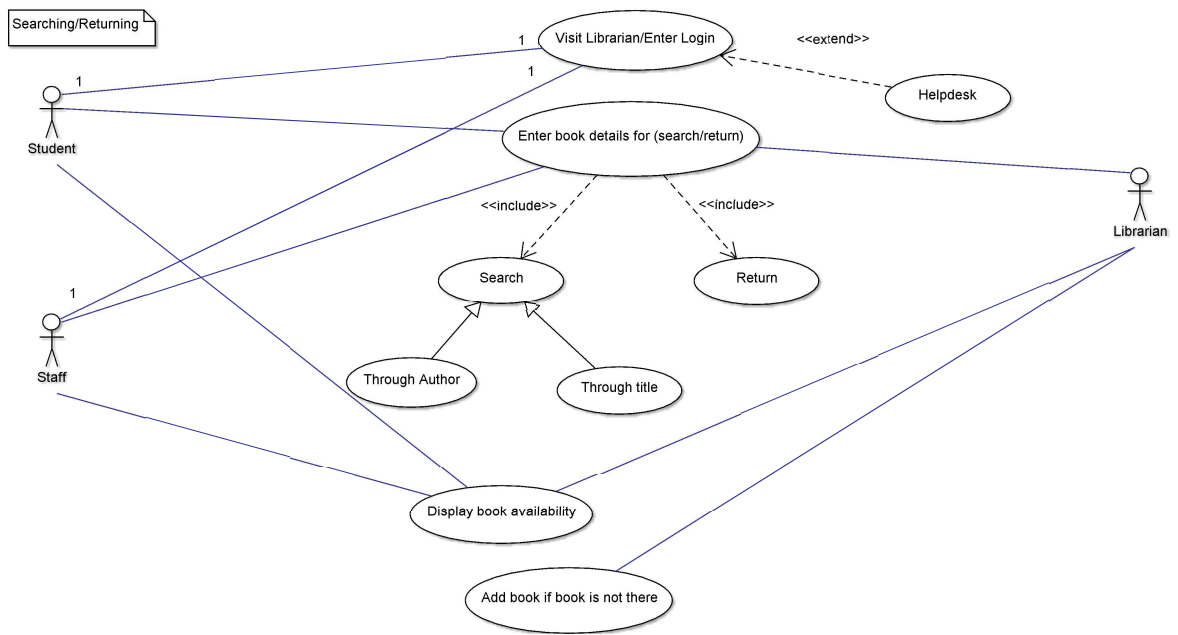 Searching/Returning
Visit Librarian/Enter Login
<<extend>>
Helpdesk
1
1
1
Student
Enter book details for (search/return)
<<include>>
<<include>>
Librarian
Search
Return
1
Staff
Through Author
Through title
Display book availability
Add book if book is not there